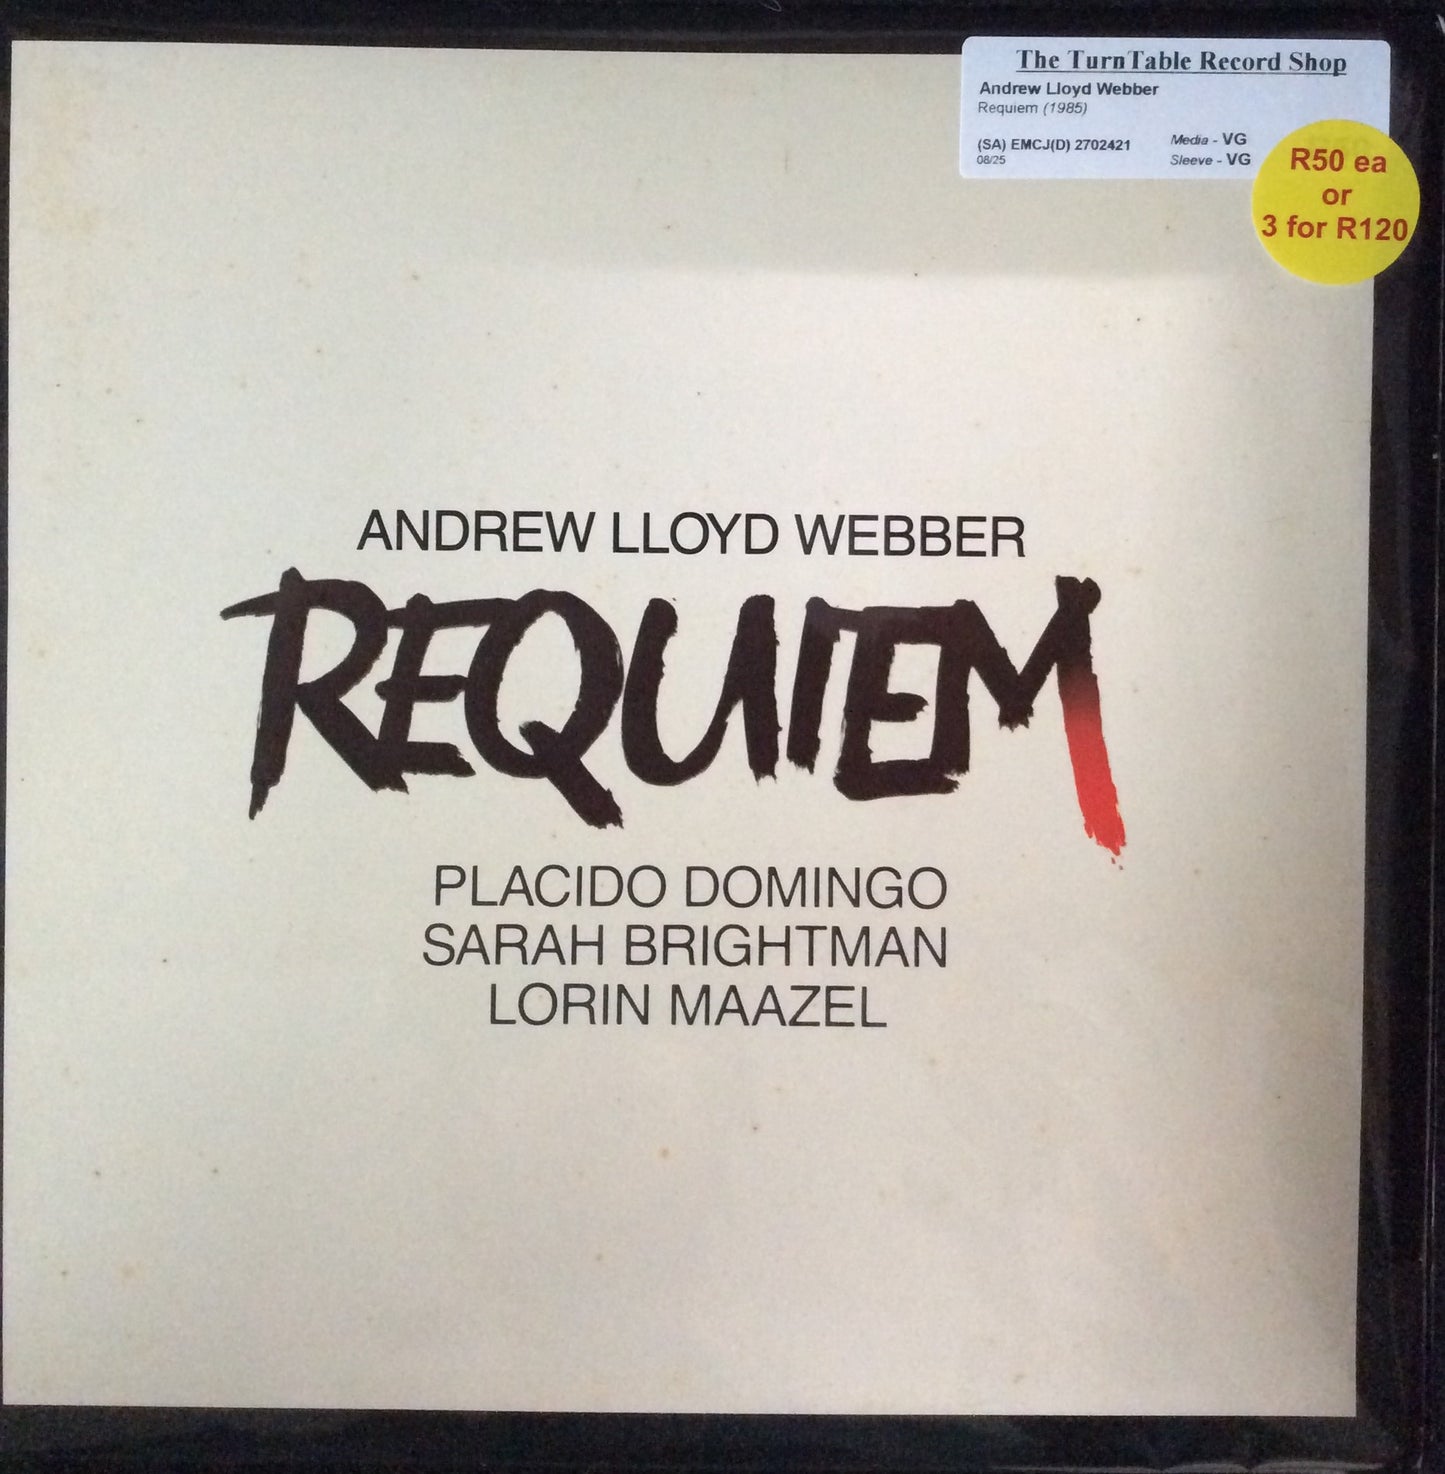 The TurnTable Record Shop
Andrew Lloyd Webber
Requiem (1985)
(SA) EMCJ(D) 2702421
08/25
Media - VG
Sleeve - VG
R50 ea
or
3 for R120
ANDREW LLOYD WEBBER
REQUIEM
PLACIDO DOMINGO
SARAH BRIGHTMAN
LORIN MAAZEL